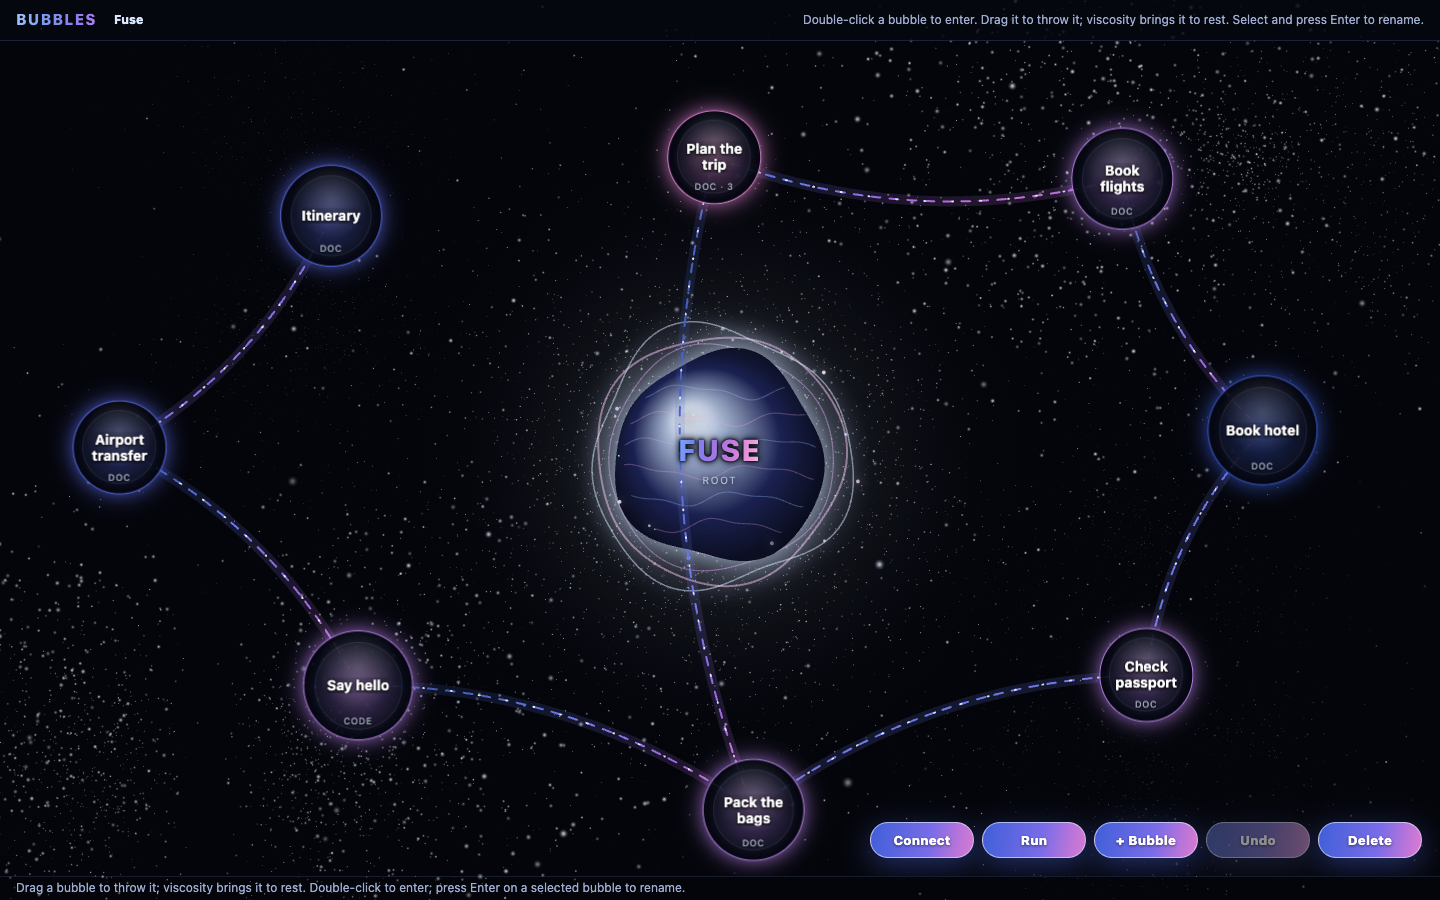 BUBBLES Fuse
Double-click a bubble to enter. Drag it to throw it; viscosity brings it to rest. Select and press Enter to rename.
Plan the
trip
DOC · 3
Book
flights
DOC
Itinerary
DOC
Airport
transfer
DOC
FUSE
ROOT
Book hotel
DOC
Say hello
CODE
Check
passport
DOC
Pack the
bags
DOC
Connect
Run
+ Bubble
Undo
Delete
Drag a bubble to throw it; viscosity brings it to rest. Double-click to enter; press Enter on a selected bubble to rename.